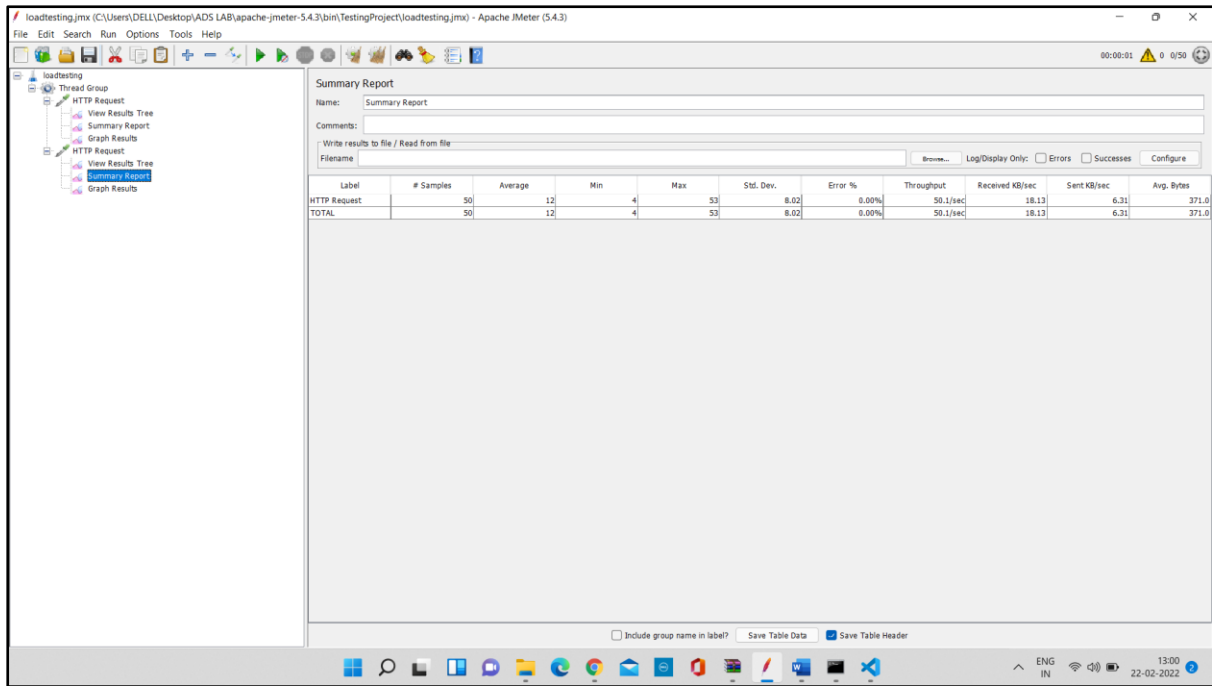 loadtesting.jmx (C:\Users\DELL\Desktop\ADS LAB\apache-jmeter-5.4.3\bin\TestingProject\loadtesting.jmx) - Apache JMeter (5.4.3)
File Edit Search Run Options Tools Help
00:00:01 0 0/50
loadtesting
Thread Group
HTTP Request
View Results Tree
Summary Report
Graph Results
HTTP Request
View Results Tree
Summary Report
Graph Results
Summary Report
Name: Summary Report
Comments:
Write results to file / Read from file
Filename Browse... Log/Display Only: Errors Successes Configure
Label # Samples Average Min Max Std. Dev. Error % Throughput Received KB/sec Sent KB/sec Avg. Bytes
HTTP Request 50 12 4 53 8.02 0.00% 50.1/sec 18.13 6.31 371.0
TOTAL 50 12 4 53 8.02 0.00% 50.1/sec 18.13 6.31 371.0
Include group name in label? Save Table Data Save Table Header
ENG 13:00
IN 22-02-2022 2